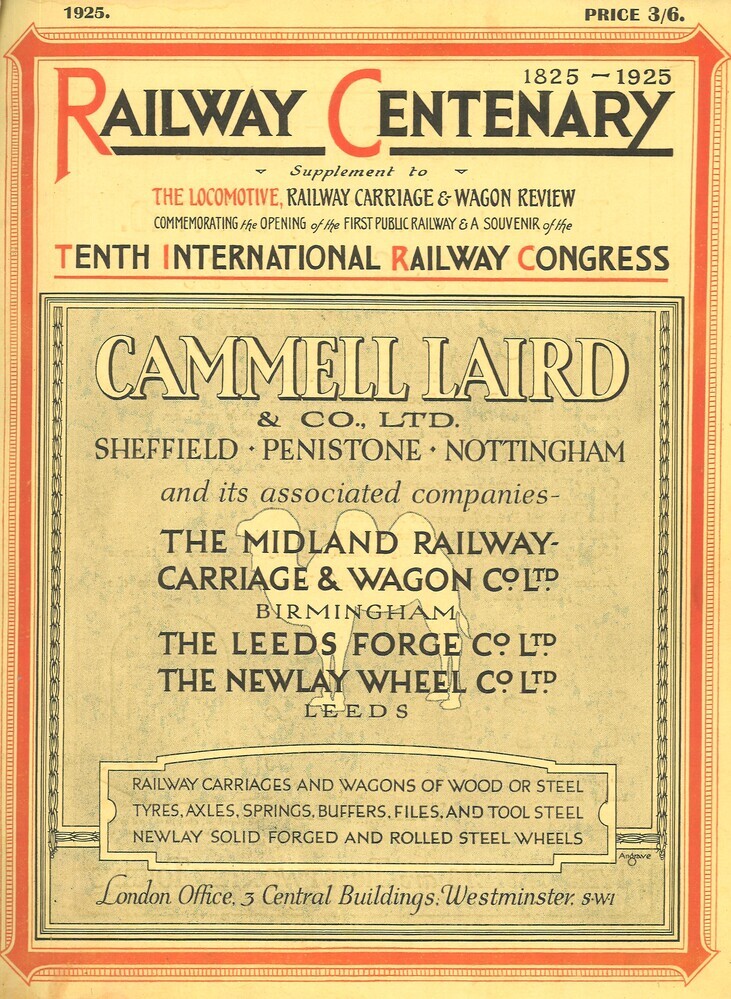 1925.
PRICE 3/6.
1825 – 1925
RAILWAY CENTENARY
Supplement to
THE LOCOMOTIVE, RAILWAY CARRIAGE & WAGON REVIEW
COMMEMORATING the OPENING of the FIRST PUBLIC RAILWAY & A SOUVENIR of the
TENTH INTERNATIONAL RAILWAY CONGRESS
CAMMELL LAIRD
& CO., LTD.
SHEFFIELD · PENISTONE · NOTTINGHAM
and its associated companies-
THE MIDLAND RAILWAY-
CARRIAGE & WAGON CO LTD
BIRMINGHAM
THE LEEDS FORGE CO LTD
THE NEWLAY WHEEL CO LTD
LEEDS
RAILWAY CARRIAGES AND WAGONS OF WOOD OR STEEL
TYRES, AXLES, SPRINGS, BUFFERS, FILES, AND TOOL STEEL
NEWLAY SOLID FORGED AND ROLLED STEEL WHEELS
Angrave
London Office, 3 Central Buildings, Westminster, S·W·1